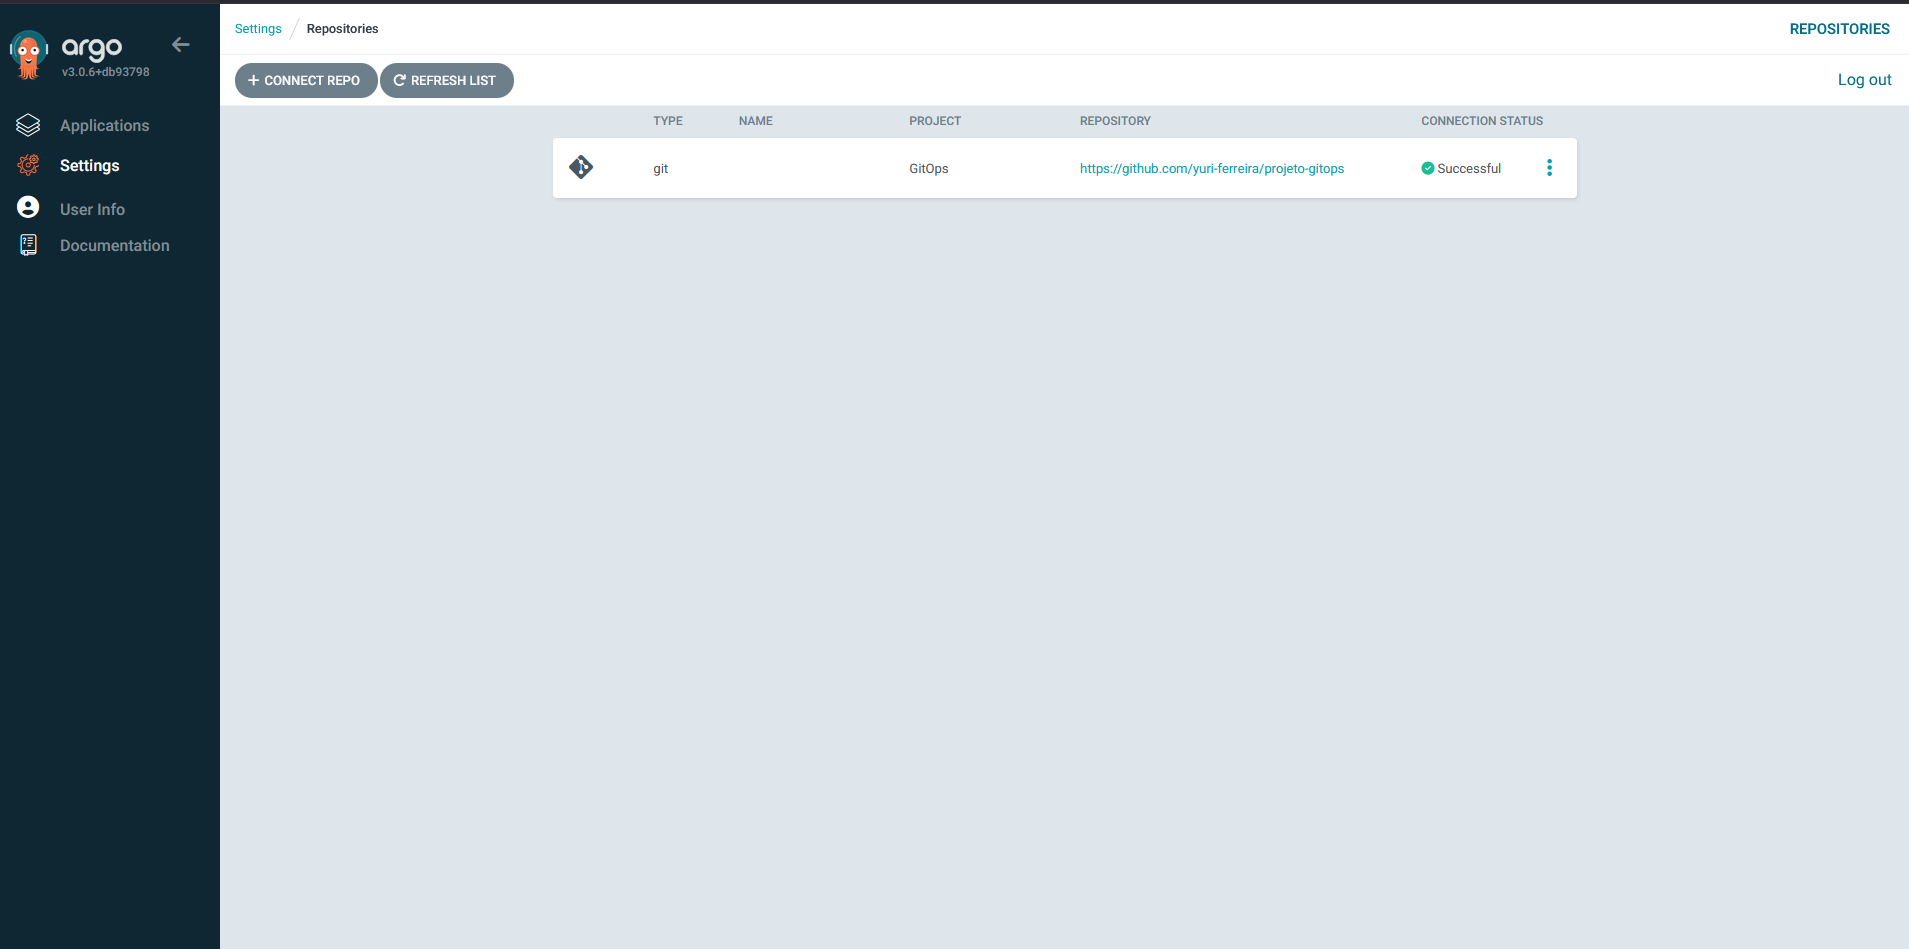 argo
v3.0.6+db93798
Applications
Settings
User Info
Documentation
Settings / Repositories
REPOSITORIES
+ CONNECT REPO
REFRESH LIST
Log out
TYPE NAME PROJECT REPOSITORY CONNECTION STATUS
git GitOps https://github.com/yuri-ferreira/projeto-gitops Successful